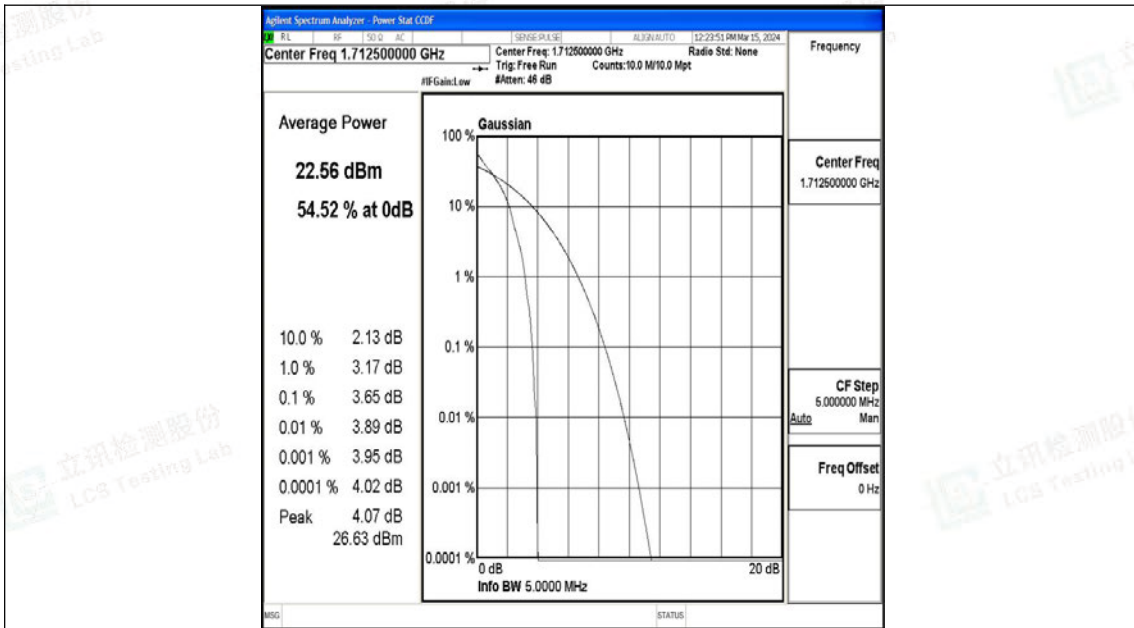 Agilent Spectrum Analyzer - Power Stat CCDF
RL RF 50 Ω AC SENSE:PULSE ALIGNAUTO 12:23:51 PM Mar 15, 2024
Center Freq 1.712500000 GHz
Center Freq: 1.712500000 GHz Radio Std: None
Trig: Free Run Counts:10.0 M/10.0 Mpt
#IFGain:Low #Atten: 46 dB
Frequency
Average Power
22.56 dBm
54.52 % at 0dB
10.0 % 2.13 dB
1.0 % 3.17 dB
0.1 % 3.65 dB
0.01 % 3.89 dB
0.001 % 3.95 dB
0.0001 % 4.02 dB
Peak 4.07 dB
26.63 dBm
Gaussian
100 %
10 %
1 %
0.1 %
0.01 %
0.001 %
0.0001 %
0 dB 20 dB
Info BW 5.0000 MHz
Center Freq
1.712500000 GHz
CF Step
5.000000 MHz
Auto Man
Freq Offset
0 Hz
MSG STATUS
立讯检测股份
LCS Testing Lab
立讯检测股份
LCS Testing